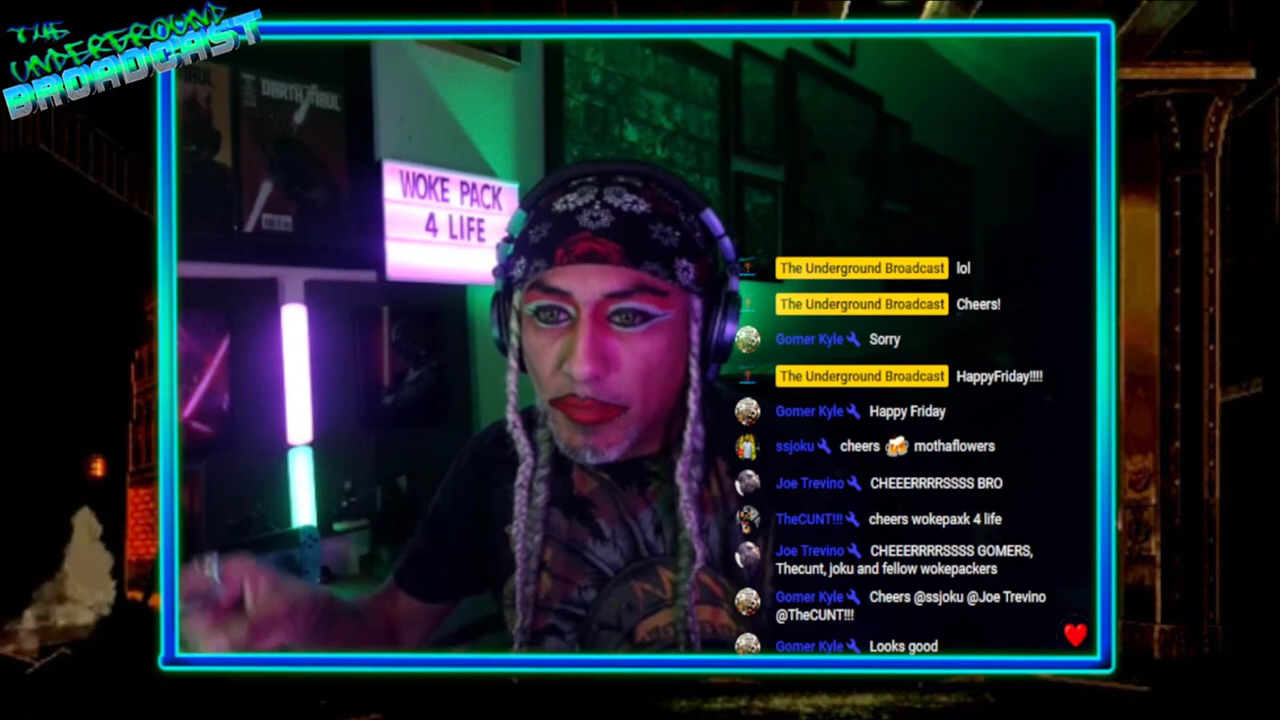 THE
UNDERGROUND
BROADCAST
DARTH MAUL
WOKE PACK
4 LIFE
The Underground Broadcast lol
The Underground Broadcast Cheers!
Gomer Kyle Sorry
The Underground Broadcast HappyFriday!!!!
Gomer Kyle Happy Friday
ssjoku cheers 🍻 mothaflowers
Joe Trevino CHEEERRRRSSSS BRO
TheCUNT!!! cheers wokepaxk 4 life
Joe Trevino CHEEERRRRSSSS GOMERS,
Thecunt, joku and fellow wokepackers
Gomer Kyle Cheers @ssjoku @Joe Trevino
@TheCUNT!!!
Gomer Kyle Looks good